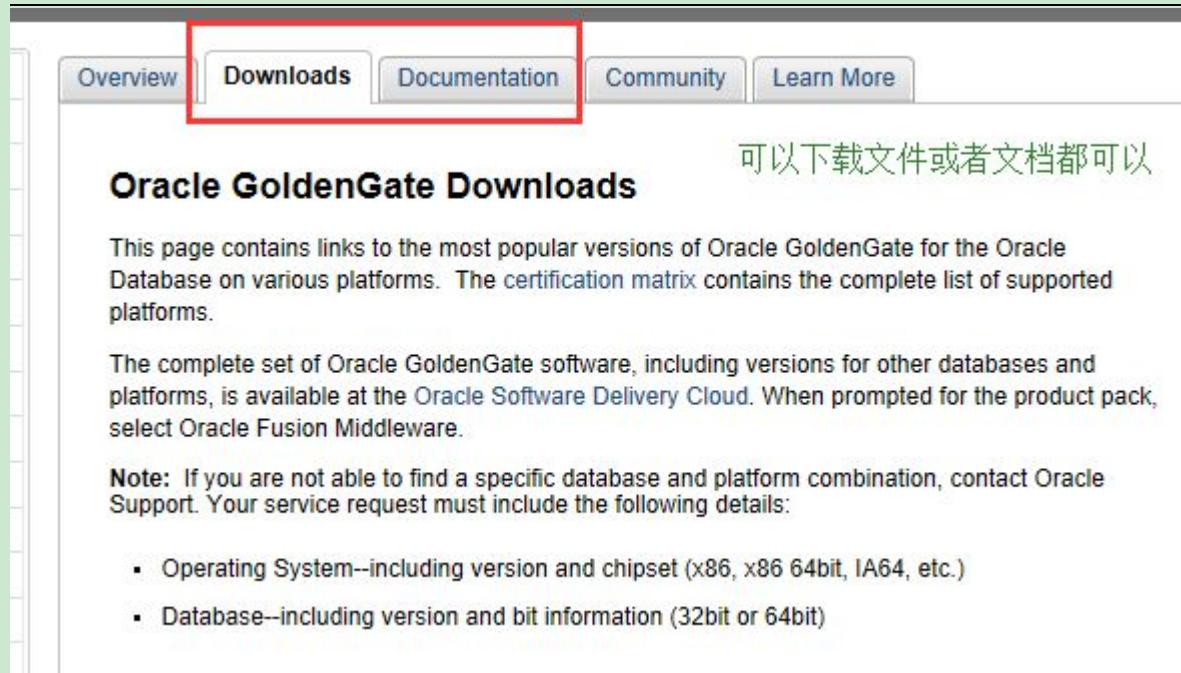 Overview Downloads Documentation Community Learn More
可以下载文件或者文档都可以
Oracle GoldenGate Downloads
This page contains links to the most popular versions of Oracle GoldenGate for the Oracle
Database on various platforms. The certification matrix contains the complete list of supported
platforms.
The complete set of Oracle GoldenGate software, including versions for other databases and
platforms, is available at the Oracle Software Delivery Cloud. When prompted for the product pack,
select Oracle Fusion Middleware.
Note: If you are not able to find a specific database and platform combination, contact Oracle
Support. Your service request must include the following details:
▪ Operating System--including version and chipset (x86, x86 64bit, IA64, etc.)
▪ Database--including version and bit information (32bit or 64bit)